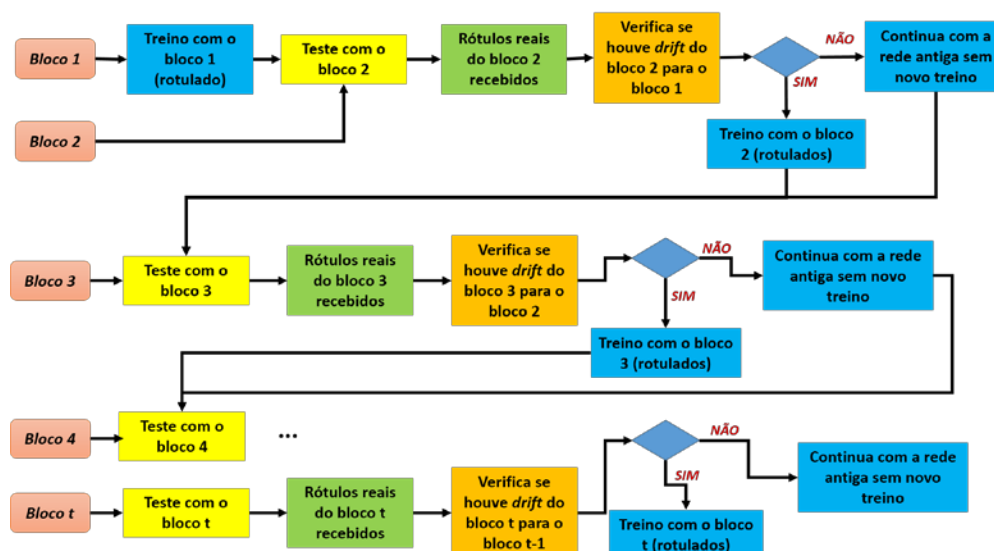 Bloco 1
Treino com o
bloco 1
(rotulado)
Teste com o
bloco 2
Rótulos reais
do bloco 2
recebidos
Verifica se
houve drift do
bloco 2 para o
bloco 1
NÃO
SIM
Continua com a
rede antiga sem
novo treino
Bloco 2
Treino com o bloco
2 (rotulados)
Bloco 3
Teste com o
bloco 3
Rótulos reais
do bloco 3
recebidos
Verifica se
houve drift do
bloco 3 para o
bloco 2
NÃO
SIM
Continua com a rede
antiga sem novo
treino
Treino com o bloco
3 (rotulados)
Bloco 4
Teste com o
bloco 4
...
Bloco t
Teste com o
bloco t
Rótulos reais
do bloco t
recebidos
Verifica se
houve drift do
bloco t para o
bloco t-1
NÃO
SIM
Continua com a rede
antiga sem novo
treino
Treino com o bloco
t (rotulados)